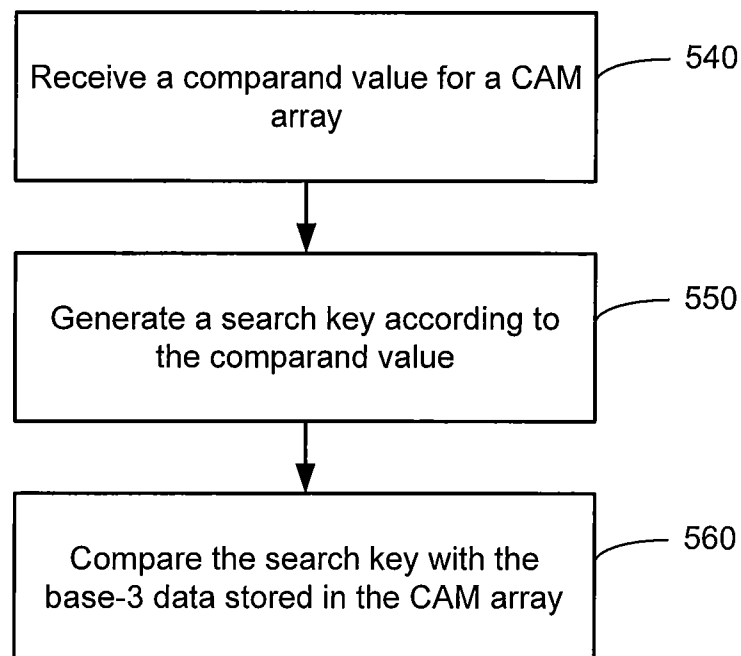 Receive a comparand value for a CAM
array
540
Generate a search key according to
the comparand value
550
Compare the search key with the
base-3 data stored in the CAM array
560